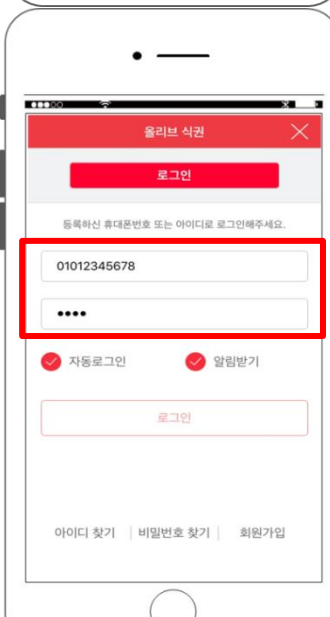 올리브 식권
로그인
등록하신 휴대폰번호 또는 아이디로 로그인해주세요.
01012345678
••••
자동로그인 알림받기
로그인
아이디 찾기 | 비밀번호 찾기 | 회원가입